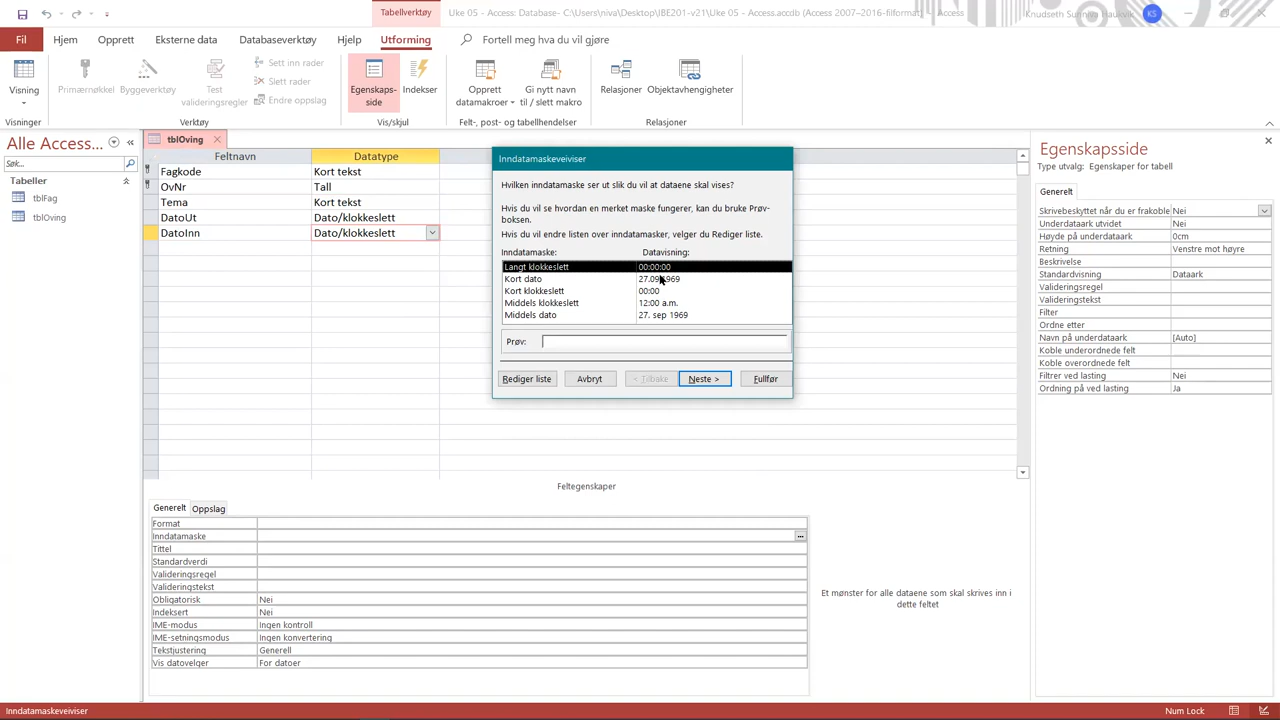 Tabellverktøy
Uke 05 - Access: Database- C:\Users\niva\Desktop\IBE201-v21\Uke 05 - Access.accdb (Access 2007–2016-filformat)
Access
Knudseth Sunniva Haukvik
KS
Fil
Hjem
Opprett
Eksterne data
Databaseverktøy
Hjelp
Utforming
Fortell meg hva du vil gjøre
Visning
Primærnøkkel
Byggeverktøy
Test
valideringsregler
Sett inn rader
Slett rader
Endre oppslag
Egenskaps-
side
Indekser
Opprett
datamakroer
Gi nytt navn
til / slett makro
Relasjoner
Objektavhengigheter
Visninger
Verktøy
Vis/skjul
Felt-, post- og tabellhendelser
Relasjoner
Alle Access...
Søk...
Tabeller
tblFag
tblOving
tblOving
Feltnavn
Datatype
Fagkode
Kort tekst
OvNr
Tall
Tema
Kort tekst
DatoUt
Dato/klokkeslett
DatoInn
Dato/klokkeslett
Inndatamaskeveiviser
Hvilken inndatamaske ser ut slik du vil at dataene skal vises?
Hvis du vil se hvordan en merket maske fungerer, kan du bruke Prøv-
boksen.
Hvis du vil endre listen over inndatamasker, velger du Rediger liste.
Inndatamaske:
Datavisning:
Langt klokkeslett
00:00:00
Kort dato
27.09.1969
Kort klokkeslett
00:00
Middels klokkeslett
12:00 a.m.
Middels dato
27. sep 1969
Prøv:
Rediger liste
Avbryt
< Tilbake
Neste >
Fullfør
Feltegenskaper
Generelt
Oppslag
Format
Inndatamaske
Tittel
Standardverdi
Valideringsregel
Valideringstekst
Obligatorisk
Nei
Indeksert
Nei
IME-modus
Ingen kontroll
IME-setningsmodus
Ingen konvertering
Tekstjustering
Generell
Vis datovelger
For datoer
Et mønster for alle dataene som skal skrives inn i
dette feltet
Egenskapsside
Type utvalg: Egenskaper for tabell
Generelt
Skrivebeskyttet når du er frakoble
Nei
Underdataark utvidet
Nei
Høyde på underdataark
0cm
Retning
Venstre mot høyre
Beskrivelse
Standardvisning
Dataark
Valideringsregel
Valideringstekst
Filter
Ordne etter
Navn på underdataark
[Auto]
Koble underordnede felt
Koble overordnede felt
Filtrer ved lasting
Nei
Ordning på ved lasting
Ja
Inndatamaskeveiviser
Num Lock